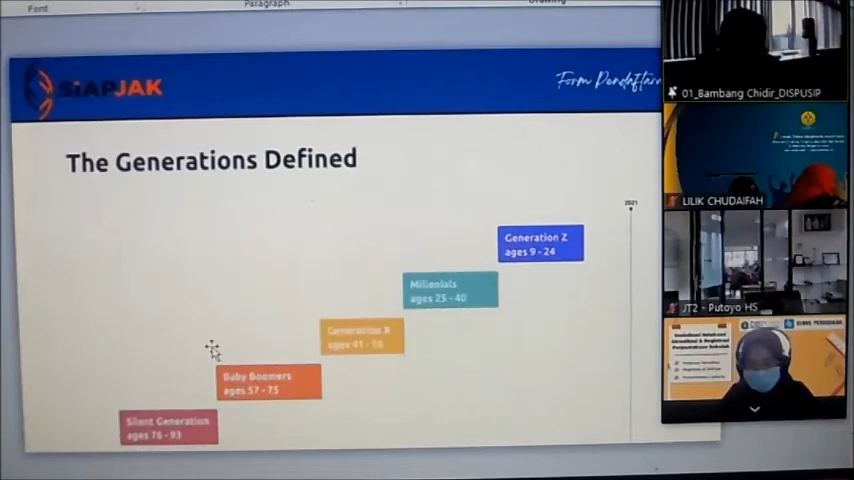 Font
Paragraph
Drawing
SIAPJAK
Form Pendaftara
The Generations Defined
2021
Generation Z
ages 9 - 24
Millenials
ages 25 - 40
Generation X
ages 41 - 56
Baby Boomers
ages 57 - 75
Silent Generation
ages 76 - 93
01_Bambang Chidir_DISPUSIP
LILIK CHUDAIFAH
JT2 - Putoyo HS